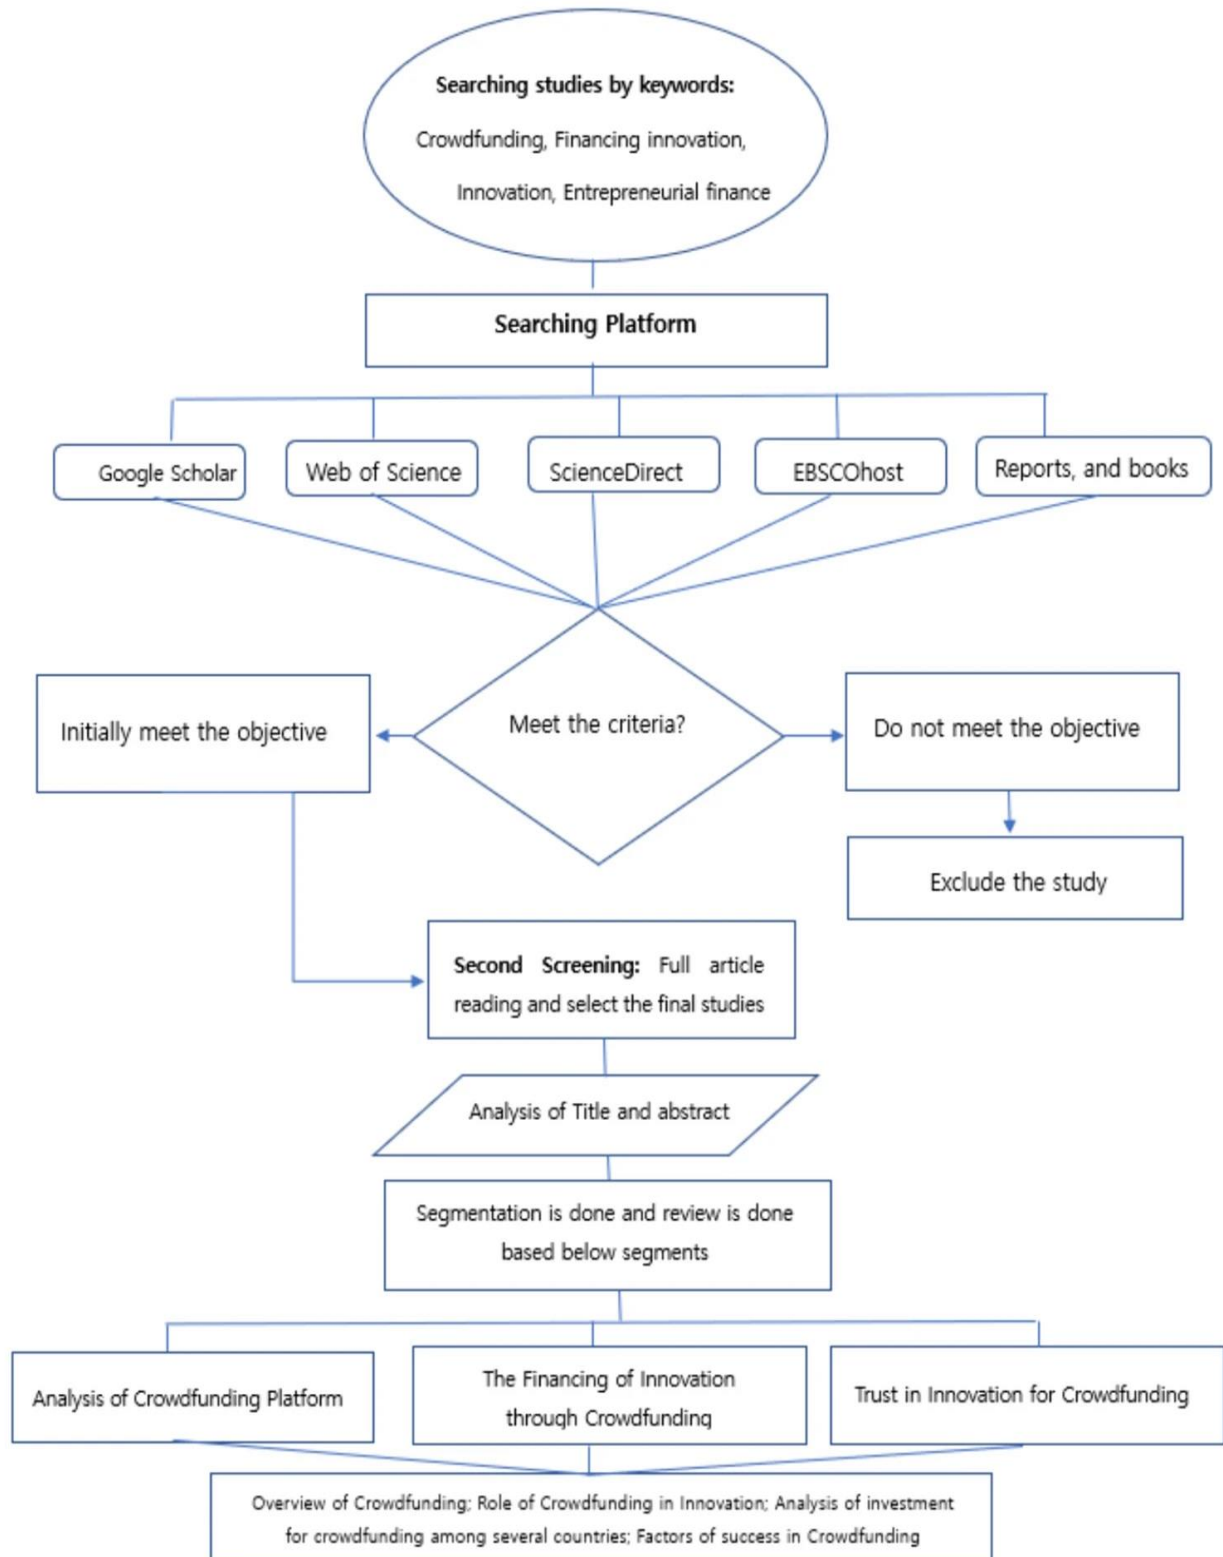 Searching studies by keywords:
Crowdfunding, Financing innovation,
Innovation, Entrepreneurial finance
Searching Platform
Google Scholar
Web of Science
ScienceDirect
EBSCOhost
Reports, and books
Initially meet the objective
Meet the criteria?
Do not meet the objective
Exclude the study
Second Screening: Full article
reading and select the final studies
Analysis of Title and abstract
Segmentation is done and review is done
based below segments
Analysis of Crowdfunding Platform
The Financing of Innovation
through Crowdfunding
Trust in Innovation for Crowdfunding
Overview of Crowdfunding; Role of Crowdfunding in Innovation; Analysis of investment
for crowdfunding among several countries; Factors of success in Crowdfunding